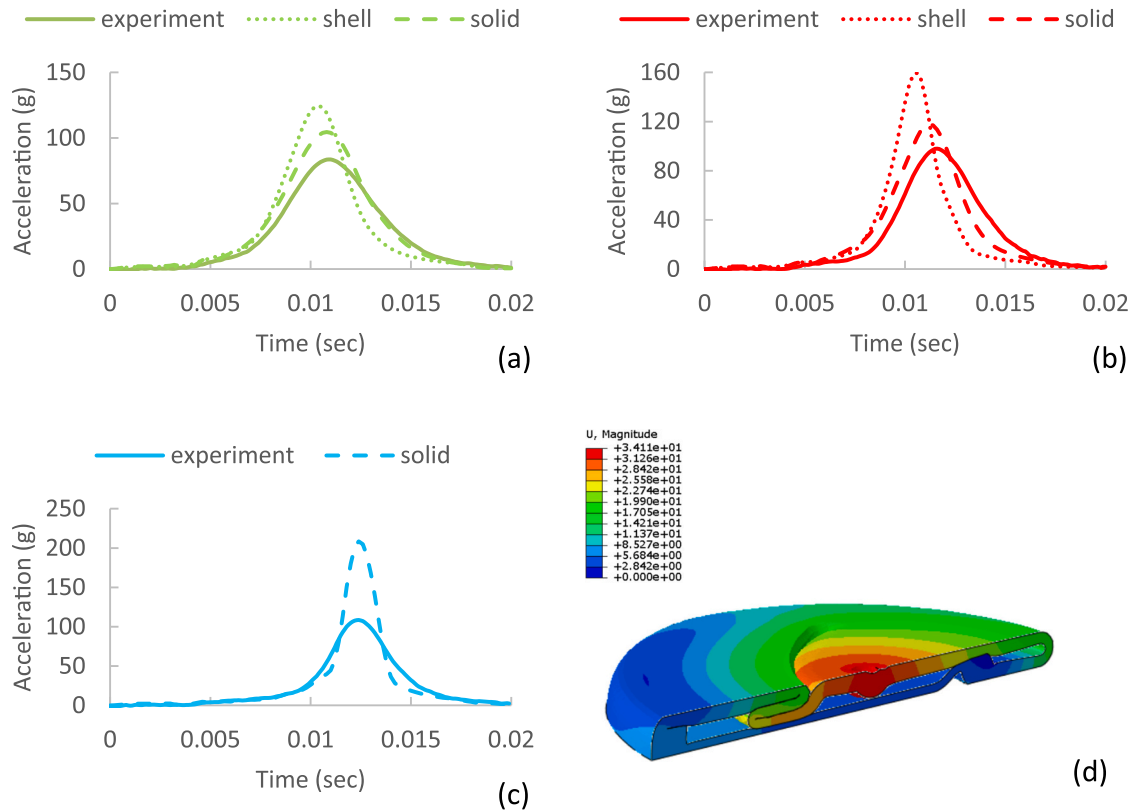 experiment shell solid
150
100
50
0
Acceleration (g)
0 0.005 0.01 0.015 0.02
Time (sec)
(a)
experiment shell solid
160
120
80
40
0
Acceleration (g)
0 0.005 0.01 0.015 0.02
Time (sec)
(b)
experiment solid
250
200
150
100
50
0
Acceleration (g)
0 0.005 0.01 0.015 0.02
Time (sec)
(c)
U, Magnitude
+3.411e+01
+3.126e+01
+2.842e+01
+2.558e+01
+2.274e+01
+1.990e+01
+1.705e+01
+1.421e+01
+1.137e+01
+8.527e+00
+5.684e+00
+2.842e+00
+0.000e+00
(d)